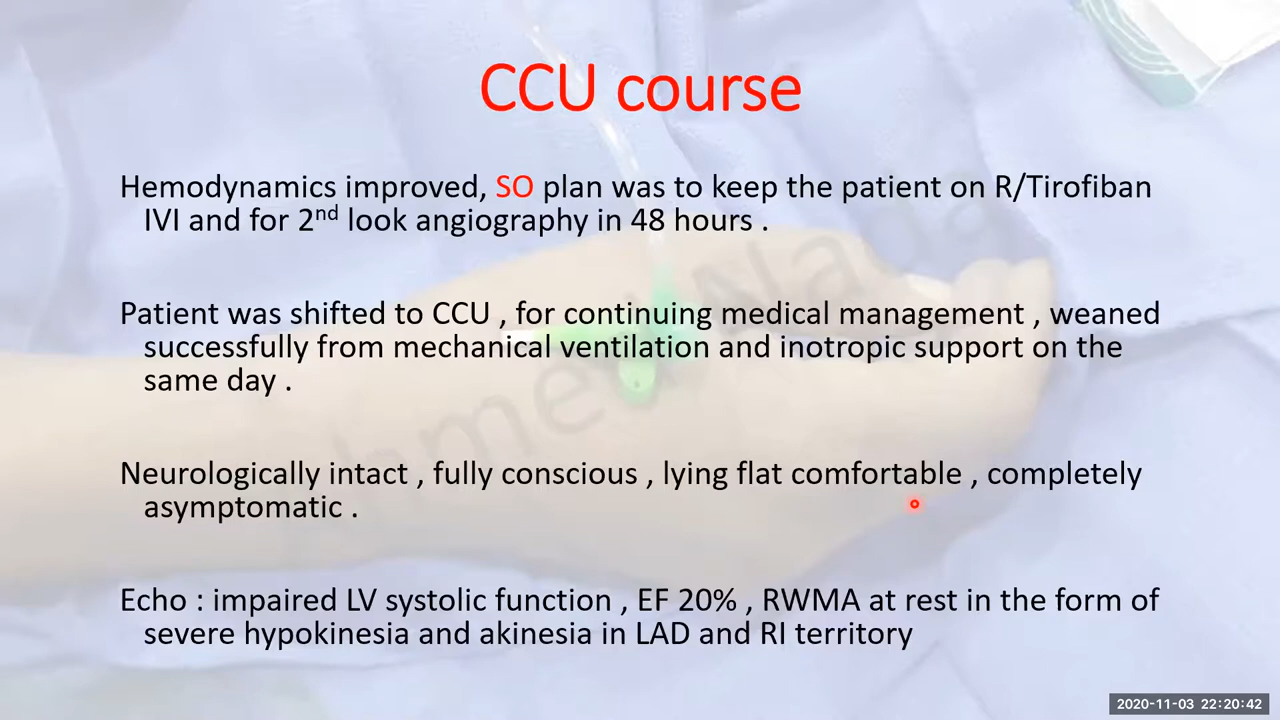 CCU course
Hemodynamics improved, SO plan was to keep the patient on R/Tirofiban
IVI and for 2nd look angiography in 48 hours .
Patient was shifted to CCU , for continuing medical management , weaned
successfully from mechanical ventilation and inotropic support on the
same day .
Neurologically intact , fully conscious , lying flat comfortable , completely
asymptomatic .
Echo : impaired LV systolic function , EF 20% , RWMA at rest in the form of
severe hypokinesia and akinesia in LAD and RI territory
2020-11-03 22:20:42